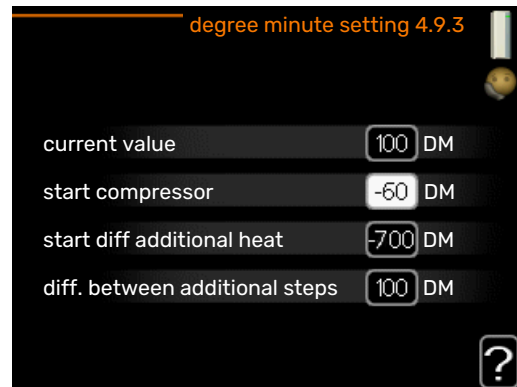 degree minute setting 4.9.3
current value 100 DM
start compressor -60 DM
start diff additional heat -700 DM
diff. between additional steps 100 DM
?